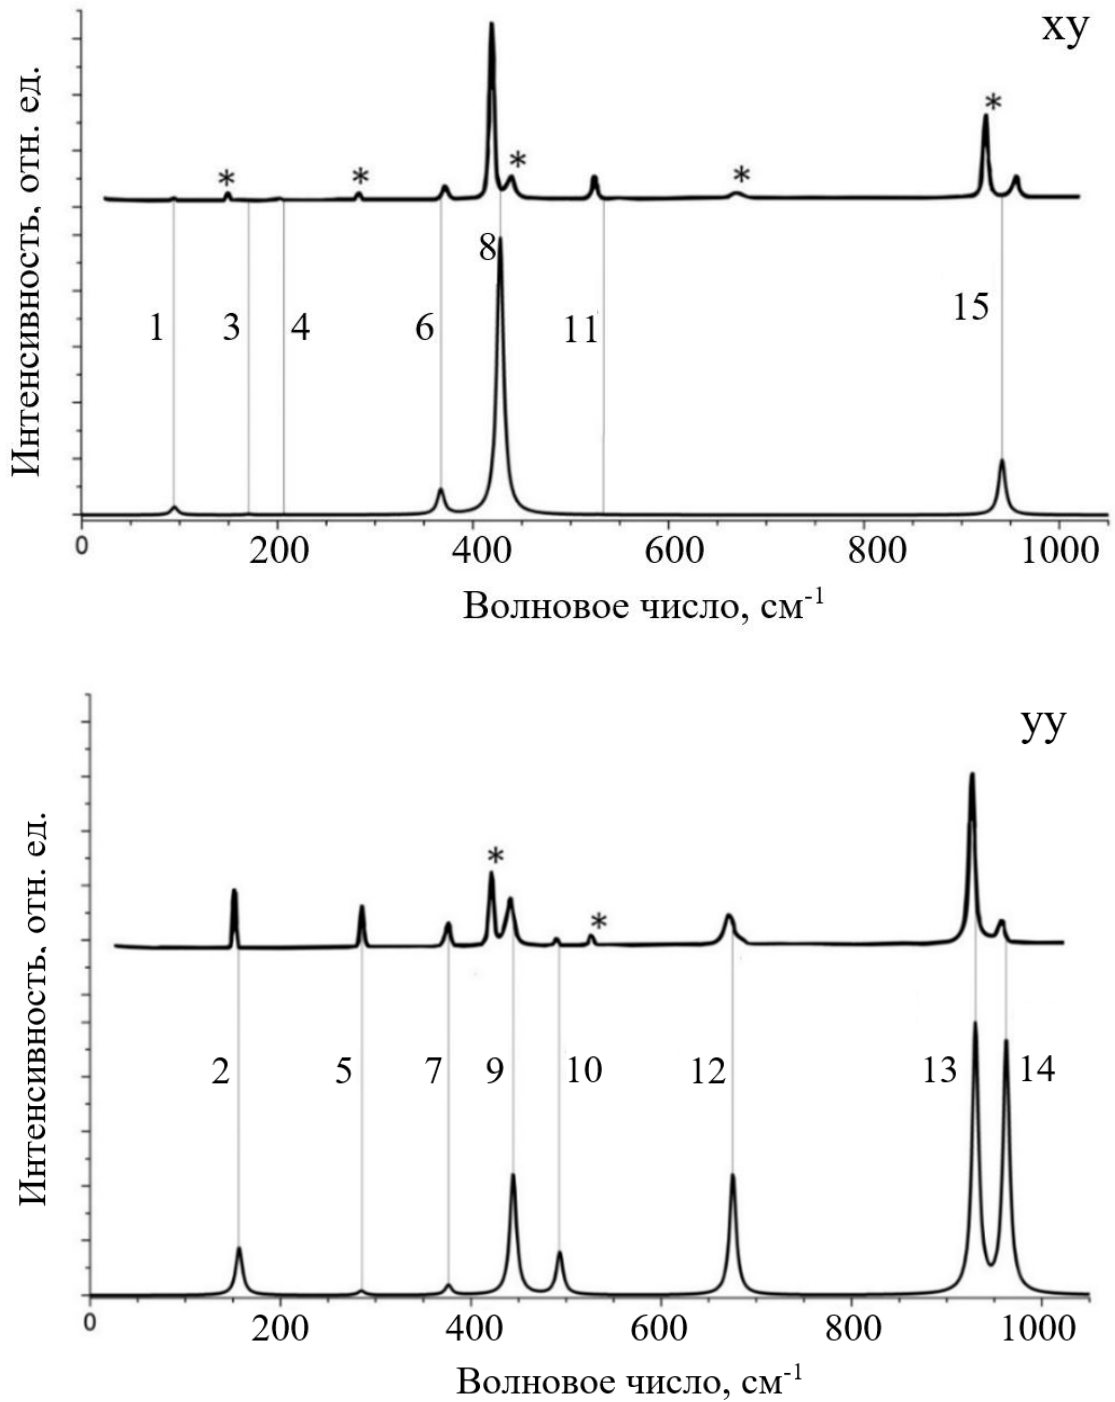 xy
Интенсивность, отн. ед.
* * * * *
8
1 3 4 6 11 15
0 200 400 600 800 1000
Волновое число, см-1
yy
Интенсивность, отн. ед.
* *
2 5 7 9 10 12 13 14
0 200 400 600 800 1000
Волновое число, см-1